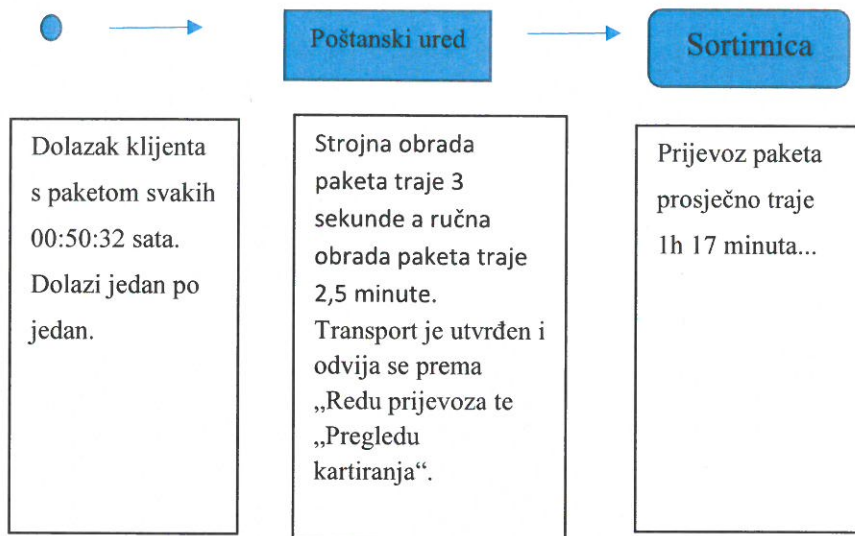 Poštanski ured
Sortirnica
Dolazak klijenta
s paketom svakih
00:50:32 sata.
Dolazi jedan po
jedan.
Strojna obrada
paketa traje 3
sekunde a ručna
obrada paketa traje
2,5 minute.
Transport je utvrđen i
odvija se prema
„Redu prijevoza te
„Pregledu
kartiranja“.
Prijevoz paketa
prosječno traje
1h 17 minuta...